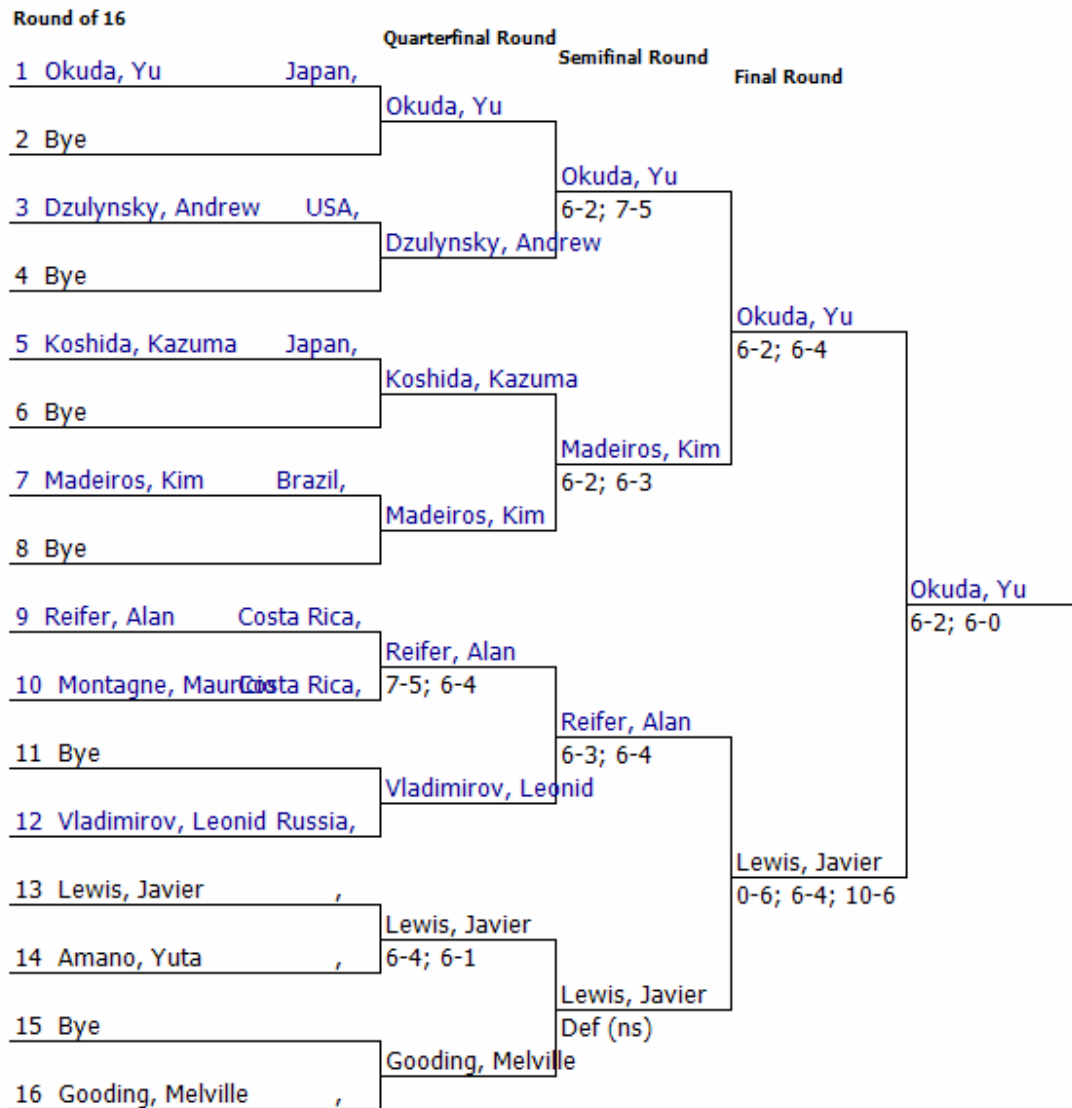 Round of 16
Quarterfinal Round
Semifinal Round
Final Round
1 Okuda, Yu Japan,
Okuda, Yu
2 Bye
Okuda, Yu
6-2; 7-5
3 Dzulynsky, Andrew USA,
Dzulynsky, Andrew
4 Bye
Okuda, Yu
6-2; 6-4
5 Koshida, Kazuma Japan,
Koshida, Kazuma
6 Bye
Madeiros, Kim
6-2; 6-3
7 Madeiros, Kim Brazil,
Madeiros, Kim
8 Bye
Okuda, Yu
6-2; 6-0
9 Reifer, Alan Costa Rica,
Reifer, Alan
7-5; 6-4
10 Montagne, Mauricio Costa Rica,
Reifer, Alan
6-3; 6-4
11 Bye
Vladimirov, Leonid
12 Vladimirov, Leonid Russia,
Lewis, Javier
0-6; 6-4; 10-6
13 Lewis, Javier ,
Lewis, Javier
6-4; 6-1
14 Amano, Yuta ,
Lewis, Javier
Def (ns)
15 Bye
Gooding, Melville
16 Gooding, Melville ,